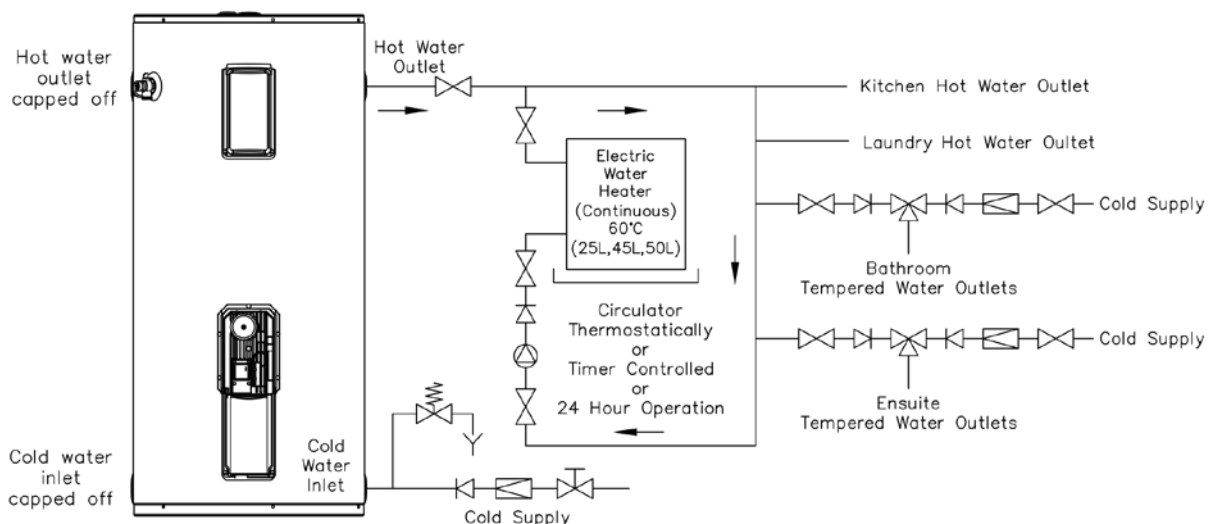 Hot water
outlet
capped off
Hot Water
Outlet
Kitchen Hot Water Outlet
Laundry Hot Water Oultet
Electric
Water
Heater
(Continuous)
60°C
(25L,45L,50L)
Cold Supply
Bathroom
Tempered Water Outlets
Circulator
Thermostatically
or
Timer Controlled
or
24 Hour Operation
Cold Supply
Ensuite
Tempered Water Outlets
Cold water
inlet
capped off
Cold
Water
Inlet
Cold Supply